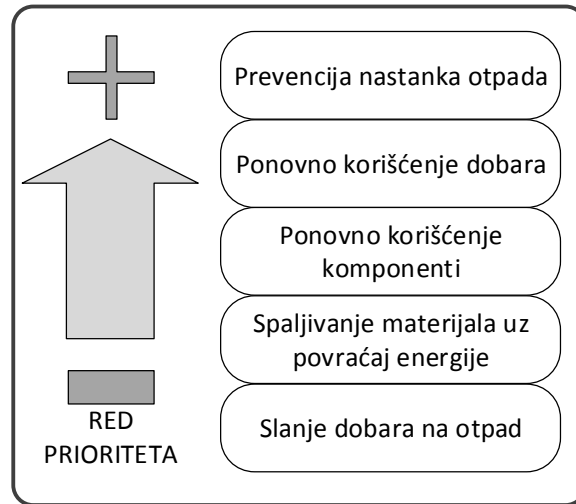 Prevencija nastanka otpada
Ponovno korišćenje dobara
Ponovno korišćenje
komponenti
Spaljivanje materijala uz
povraćaj energije
Slanje dobara na otpad
RED
PRIORITETA